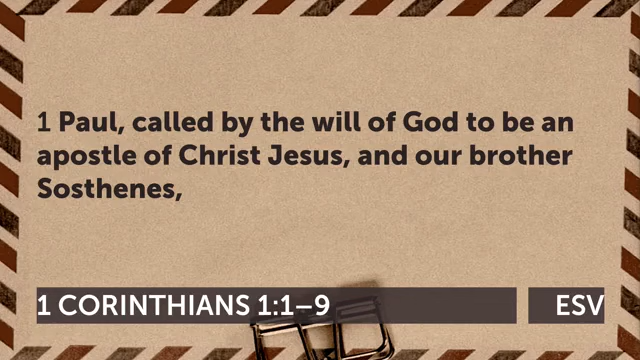 1 Paul, called by the will of God to be an
apostle of Christ Jesus, and our brother
Sosthenes,
1 CORINTHIANS 1:1–9
ESV